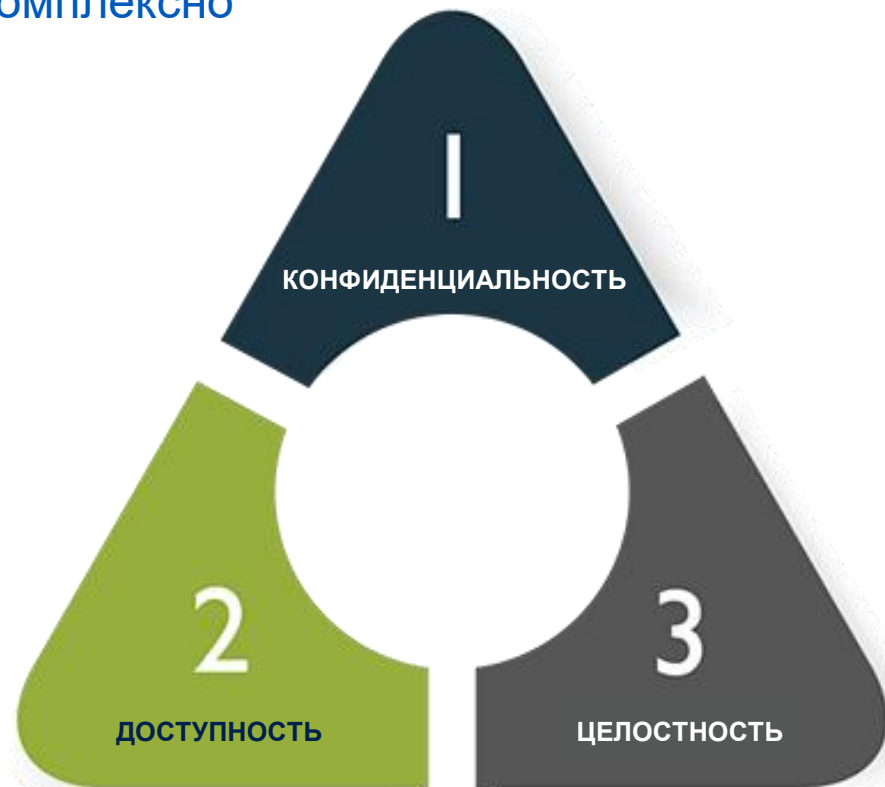 омплексно
1
КОНФИДЕНЦИАЛЬНОСТЬ
2
ДОСТУПНОСТЬ
3
ЦЕЛОСТНОСТЬ